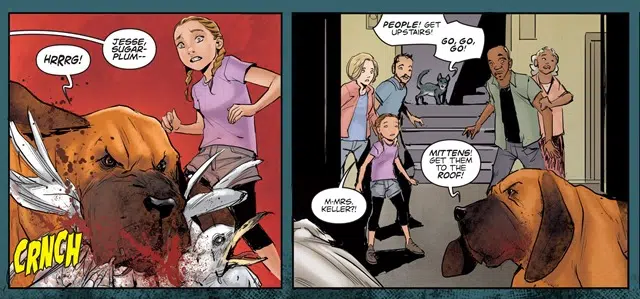 HRRRG!
JESSE,
SUGAR-
PLUM--
CRNCH
PEOPLE! GET
UPSTAIRS!
GO, GO,
GO!
MITTENS!
GET THEM
TO THE
ROOF!
M-MRS.
KELLER?!